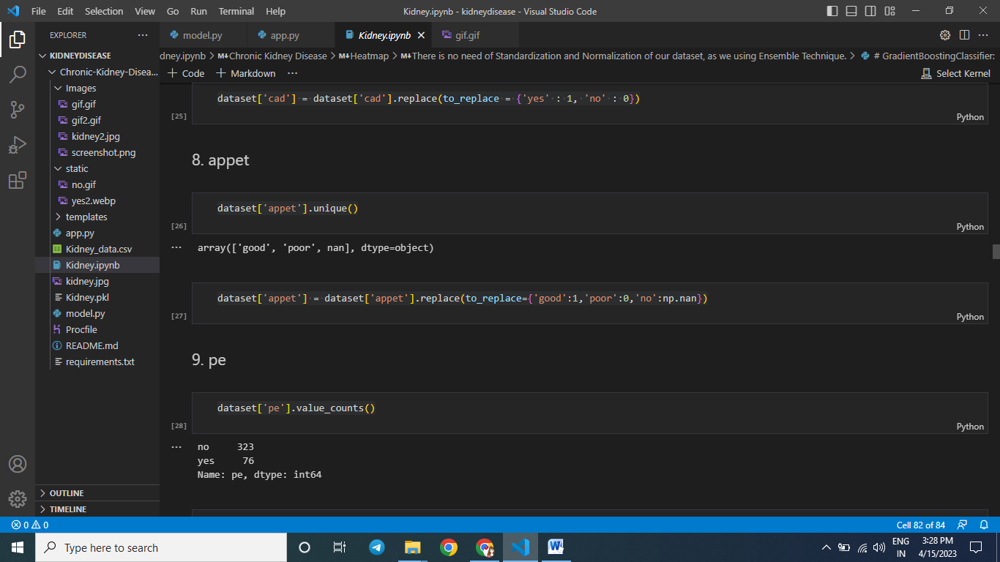 File Edit Selection View Go Run Terminal Help Kidney.ipynb - kidneydisease - Visual Studio Code
EXPLORER
model.py app.py Kidney.ipynb gif.gif
KIDNEYDISEASE
dney.ipynb > Chronic Kidney Disease > Heatmap > There is no need of Standardization and Normalization of our dataset, as we using Ensemble Technique. > # GradientBoostingClassifier:
Chronic-Kidney-Disea...
+ Code + Markdown ... Select Kernel
Images
gif.gif
gif2.gif
kidney2.jpg
screenshot.png
static
no.gif
yes2.webp
templates
app.py
Kidney_data.csv
Kidney.ipynb
kidney.jpg
Kidney.pkl
model.py
Procfile
README.md
requirements.txt
OUTLINE
TIMELINE
dataset['cad'] = dataset['cad'].replace(to_replace = {'yes' : 1, 'no' : 0})
[25] Python
8. appet
dataset['appet'].unique()
[26] Python
... array(['good', 'poor', nan], dtype=object)
dataset['appet'] = dataset['appet'].replace(to_replace={'good':1,'poor':0,'no':np.nan})
[27] Python
9. pe
dataset['pe'].value_counts()
[28] Python
... no 323
yes 76
Name: pe, dtype: int64
0 0 Cell 82 of 84
Type here to search
ENG 3:28 PM
IN 4/15/2023